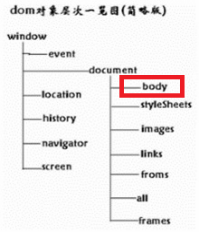 dom对象层次一笔图(简略版)
window
event
document
body
location
styleSheets
history
images
navigator
links
screen
froms
all
frames